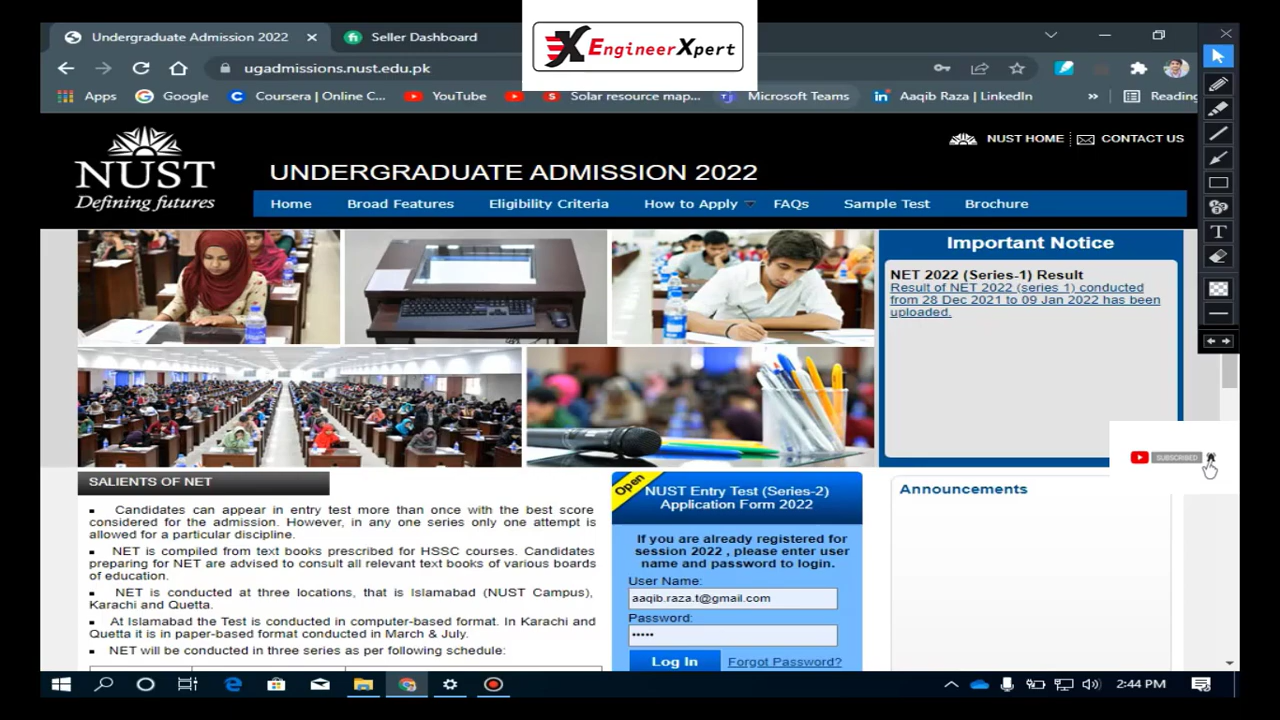 Undergraduate Admission 2022
Seller Dashboard
EngineerXpert
ugadmissions.nust.edu.pk
Apps
Google
Coursera | Online C...
YouTube
Solar resource map...
Microsoft Teams
Aaqib Raza | LinkedIn
»
Reading
NUST
Defining futures
NUST HOME
CONTACT US
UNDERGRADUATE ADMISSION 2022
Home
Broad Features
Eligibility Criteria
How to Apply
FAQs
Sample Test
Brochure
Important Notice
NET 2022 (Series-1) Result
Result of NET 2022 (series 1) conducted
from 28 Dec 2021 to 09 Jan 2022 has been
uploaded.
SUBSCRIBED
SALIENTS OF NET
Candidates can appear in entry test more than once with the best score
considered for the admission. However, in any one series only one attempt is
allowed for a particular discipline.
NET is compiled from text books prescribed for HSSC courses. Candidates
preparing for NET are advised to consult all relevant text books of various boards
of education.
NET is conducted at three locations, that is Islamabad (NUST Campus),
Karachi and Quetta.
At Islamabad the Test is conducted in computer-based format. In Karachi and
Quetta it is in paper-based format conducted in March & July.
NET will be conducted in three series as per following schedule:
Open
NUST Entry Test (Series-2)
Application Form 2022
If you are already registered for
session 2022 , please enter user
name and password to login.
User Name:
aaqib.raza.t@gmail.com
Password:
•••••
Log In
Forgot Password?
Announcements
2:44 PM